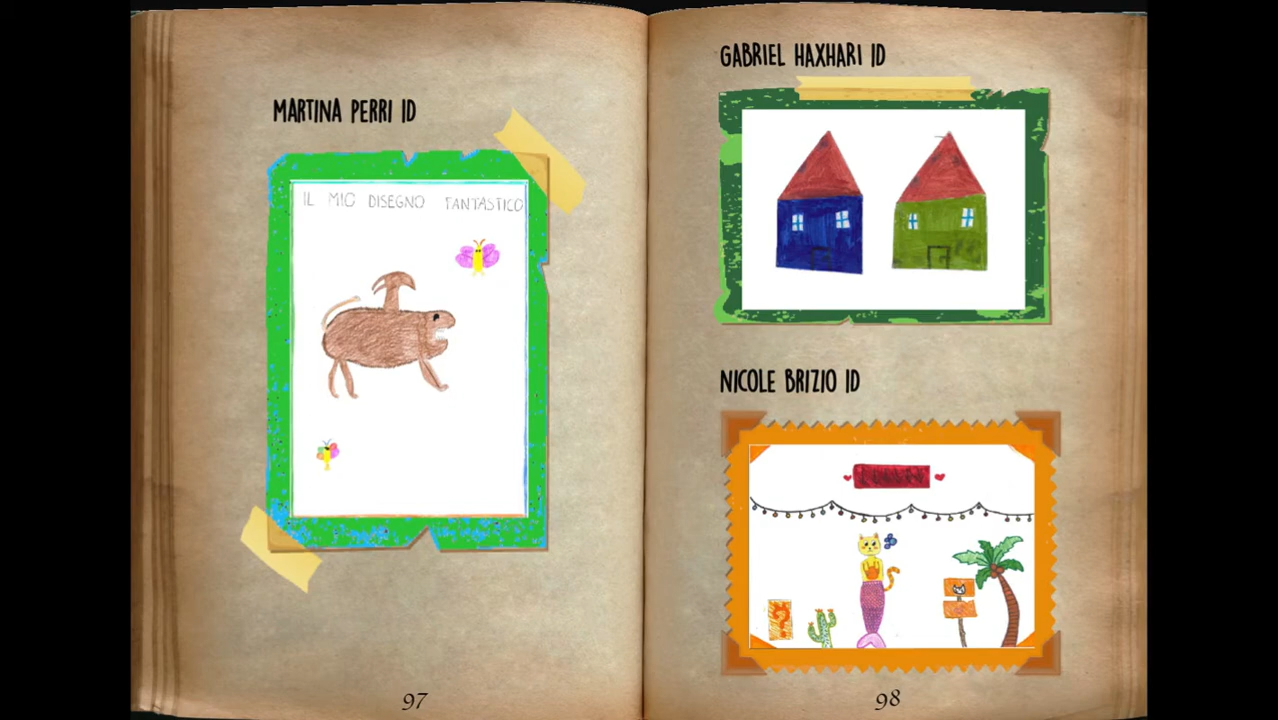 MARTINA PERRI ID
IL MIO DISEGNO FANTASTICO
97
GABRIEL HAXHARI ID
NICOLE BRIZIO ID
?
98